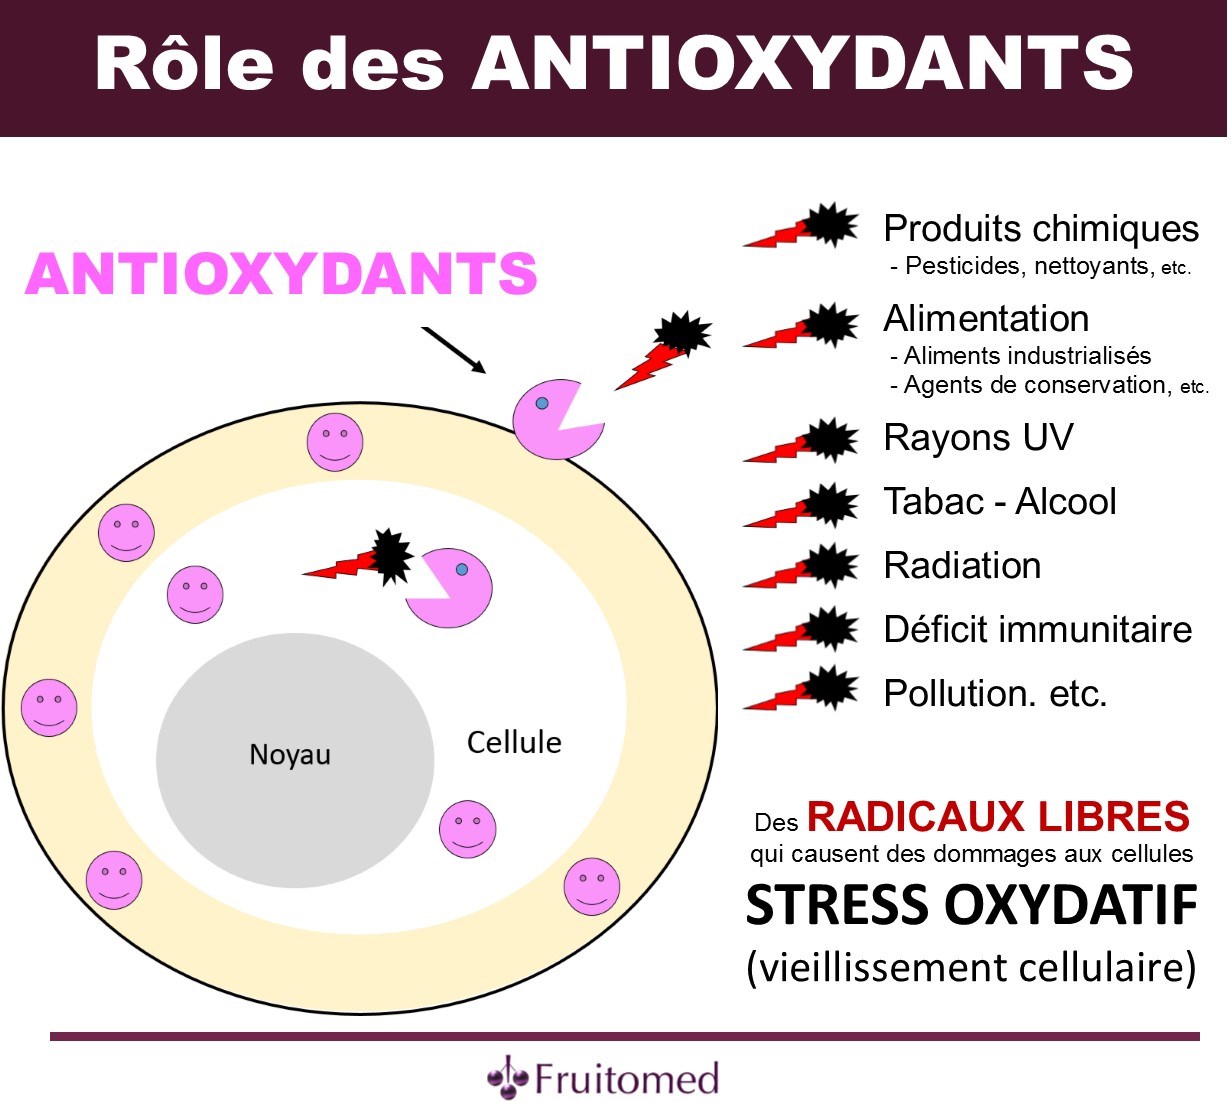 Rôle des ANTIOXYDANTS
ANTIOXYDANTS
Noyau
Cellule
Produits chimiques
- Pesticides, nettoyants, etc.
Alimentation
- Aliments industrialisés
- Agents de conservation, etc.
Rayons UV
Tabac - Alcool
Radiation
Déficit immunitaire
Pollution. etc.
Des RADICAUX LIBRES
qui causent des dommages aux cellules
STRESS OXYDATIF
(vieillissement cellulaire)
Fruitomed